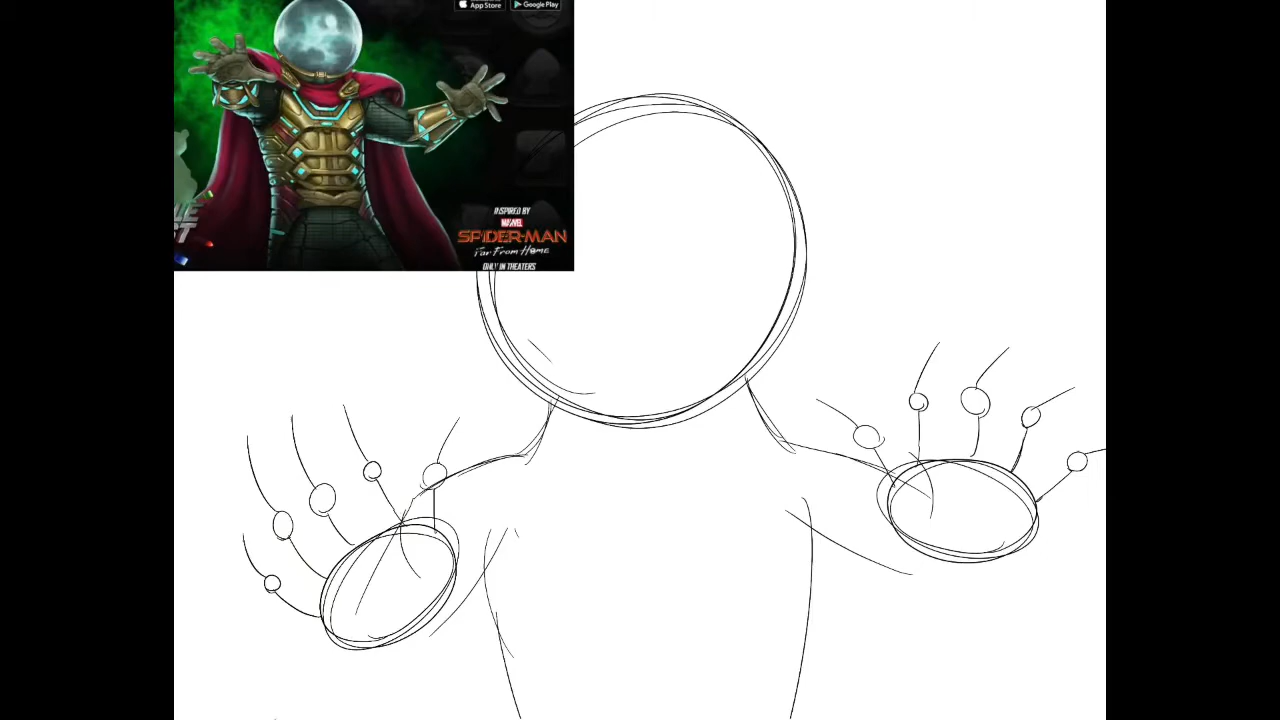 App Store
Google Play
INSPIRED BY
MARVEL
SPIDER-MAN
Far From Home
ONLY IN THEATERS